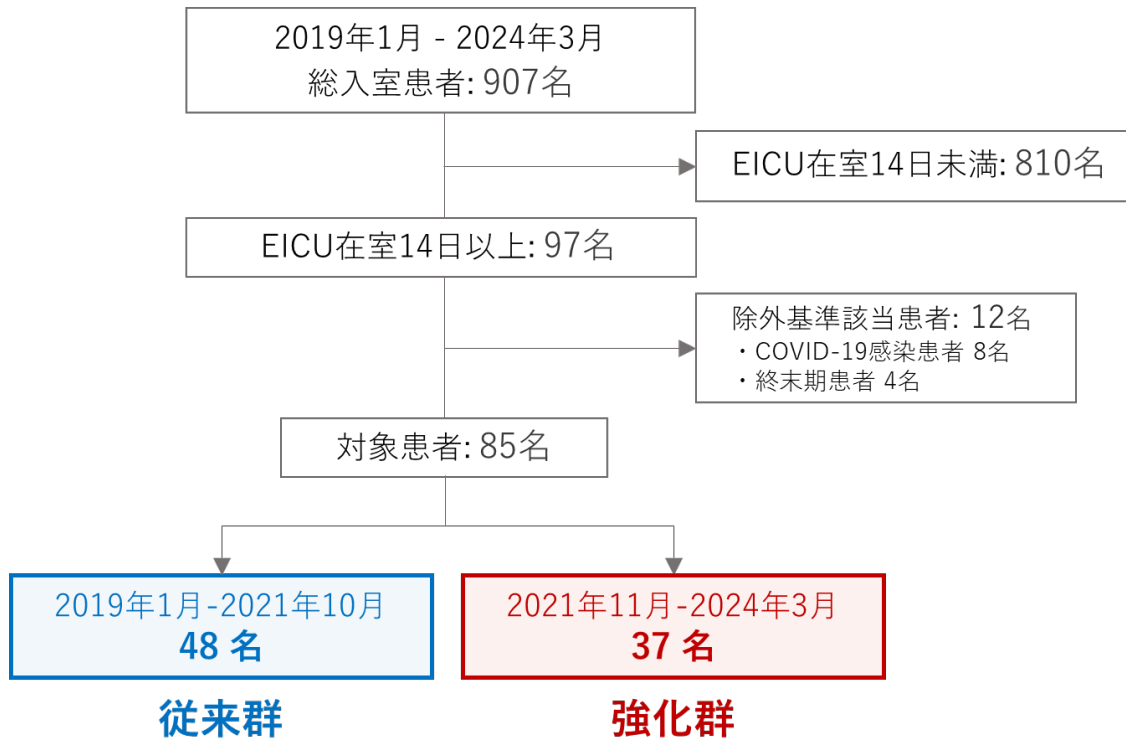 2019年1月 - 2024年3月
総入室患者: 907名
EICU在室14日未満: 810名
EICU在室14日以上: 97名
除外基準該当患者: 12名
・COVID-19感染患者 8名
・終末期患者 4名
対象患者: 85名
2019年1月-2021年10月
48 名
従来群
2021年11月-2024年3月
37 名
強化群